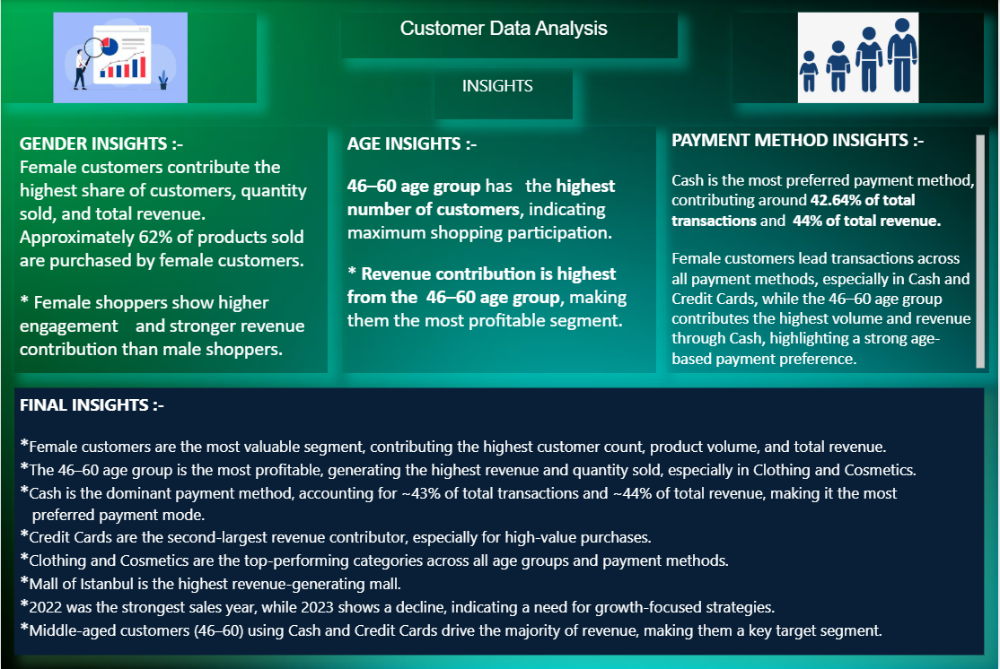 Customer Data Analysis
INSIGHTS
GENDER INSIGHTS :-
Female customers contribute the
highest share of customers, quantity
sold, and total revenue.
Approximately 62% of products sold
are purchased by female customers.
* Female shoppers show higher
engagement and stronger revenue
contribution than male shoppers.
AGE INSIGHTS :-
46–60 age group has the highest
number of customers, indicating
maximum shopping participation.
* Revenue contribution is highest
from the 46–60 age group, making
them the most profitable segment.
PAYMENT METHOD INSIGHTS :-
Cash is the most preferred payment method,
contributing around 42.64% of total
transactions and 44% of total revenue.
Female customers lead transactions across
all payment methods, especially in Cash and
Credit Cards, while the 46–60 age group
contributes the highest volume and revenue
through Cash, highlighting a strong age-
based payment preference.
FINAL INSIGHTS :-
*Female customers are the most valuable segment, contributing the highest customer count, product volume, and total revenue.
*The 46–60 age group is the most profitable, generating the highest revenue and quantity sold, especially in Clothing and Cosmetics.
*Cash is the dominant payment method, accounting for ~43% of total transactions and ~44% of total revenue, making it the most
preferred payment mode.
*Credit Cards are the second-largest revenue contributor, especially for high-value purchases.
*Clothing and Cosmetics are the top-performing categories across all age groups and payment methods.
*Mall of Istanbul is the highest revenue-generating mall.
*2022 was the strongest sales year, while 2023 shows a decline, indicating a need for growth-focused strategies.
*Middle-aged customers (46–60) using Cash and Credit Cards drive the majority of revenue, making them a key target segment.